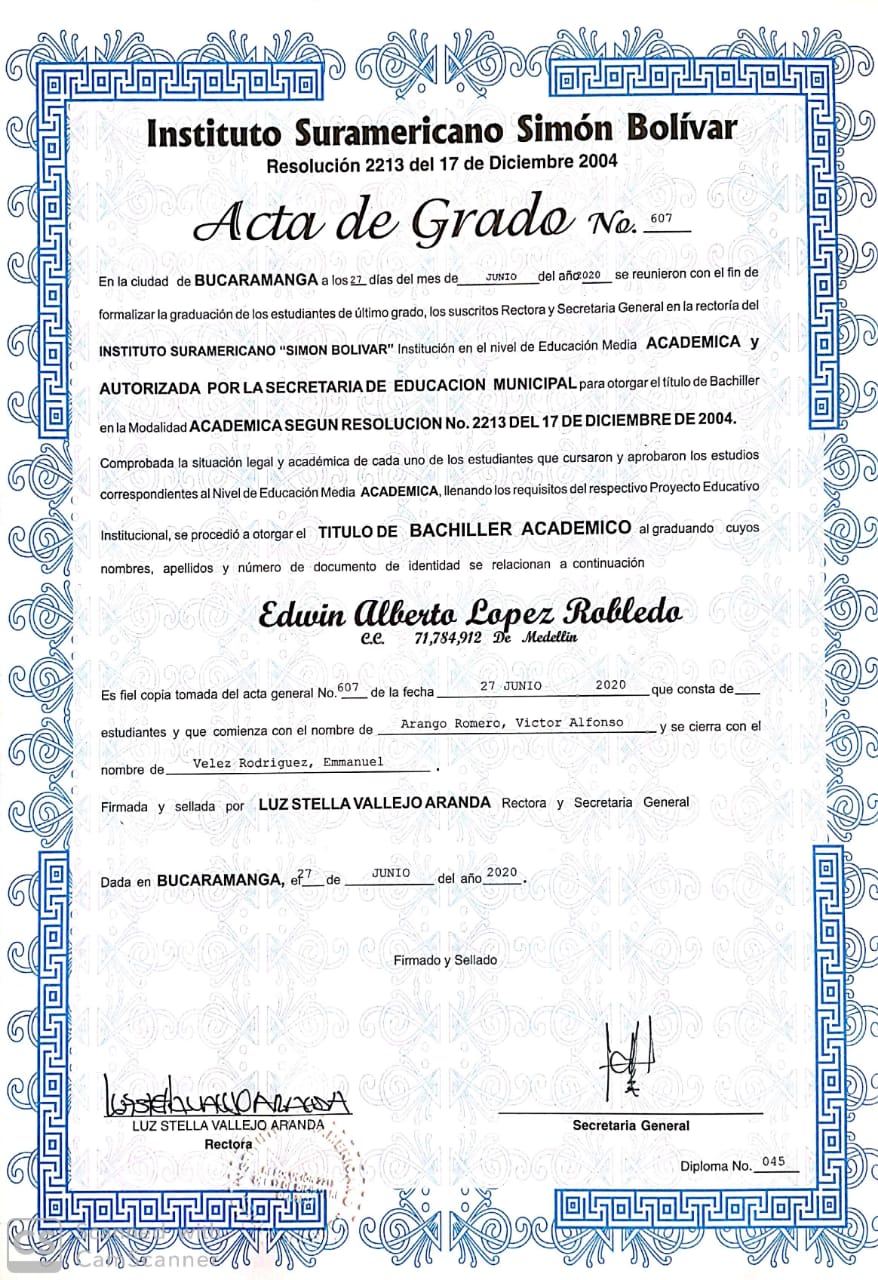 Instituto Suramericano Simón Bolívar
Resolución 2213 del 17 de Diciembre 2004
Acta de Grado No. 607
En la ciudad de BUCARAMANGA a los 27 días del mes de JUNIO del año 2020 se reunieron con el fin de
formalizar la graduación de los estudiantes de último grado, los suscritos Rectora y Secretaria General en la rectoría del
INSTITUTO SURAMERICANO “SIMON BOLIVAR” Institución en el nivel de Educación Media ACADEMICA y
AUTORIZADA POR LA SECRETARIA DE EDUCACION MUNICIPAL para otorgar el título de Bachiller
en la Modalidad ACADEMICA SEGUN RESOLUCION No. 2213 DEL 17 DE DICIEMBRE DE 2004.
Comprobada la situación legal y académica de cada uno de los estudiantes que cursaron y aprobaron los estudios
correspondientes al Nivel de Educación Media ACADEMICA, llenando los requisitos del respectivo Proyecto Educativo
Institucional, se procedió a otorgar el TITULO DE BACHILLER ACADEMICO al graduando cuyos
nombres, apellidos y número de documento de identidad se relacionan a continuación
Edwin Alberto Lopez Robledo
C.C. 71,784,912 De Medellin
Es fiel copia tomada del acta general No. 607 de la fecha 27 JUNIO 2020 que consta de
estudiantes y que comienza con el nombre de Arango Romero, Victor Alfonso y se cierra con el
nombre de Velez Rodriguez, Emmanuel .
Firmada y sellada por LUZ STELLA VALLEJO ARANDA Rectora y Secretaria General
Dada en BUCARAMANGA, el 27 de JUNIO del año 2020.
Firmado y Sellado
LUZ STELLA VALLEJO ARANDA
Rectora
Secretaria General
Diploma No. 045
CS
Scanned with
CamScanner